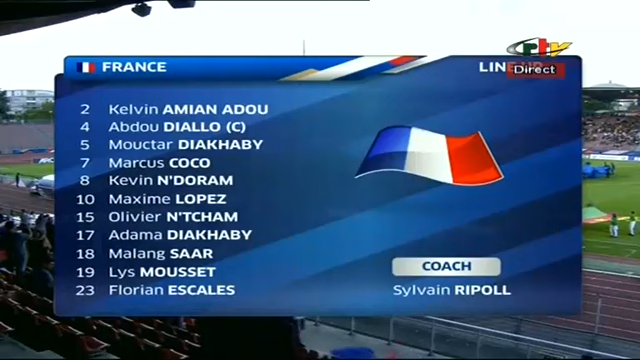 FRANCE
LINE-UP
crtv
Direct
2 Kelvin AMIAN ADOU
4 Abdou DIALLO (C)
5 Mouctar DIAKHABY
7 Marcus COCO
8 Kevin N'DORAM
10 Maxime LOPEZ
15 Olivier N'TCHAM
17 Adama DIAKHABY
18 Malang SAAR
19 Lys MOUSSET
23 Florian ESCALES
COACH
Sylvain RIPOLL